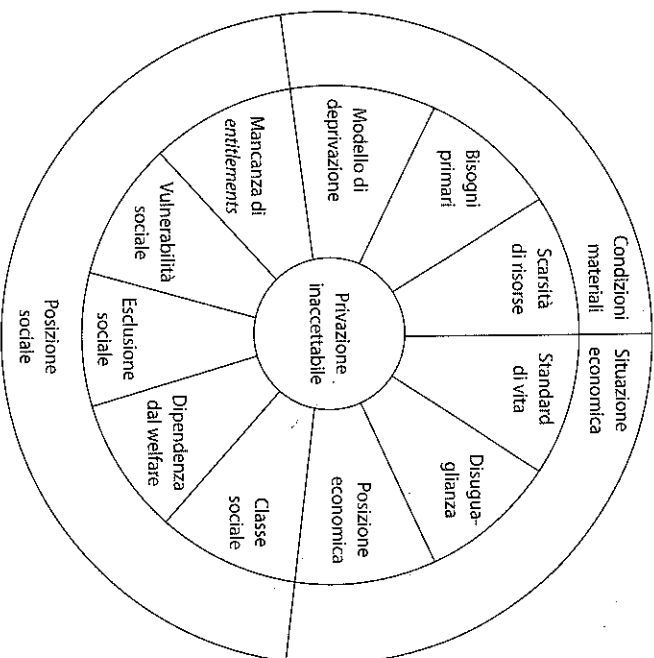 Condizioni
materiali
Situazione
economica
Bisogni
primari
Scarsità
di risorse
Standard
di vita
Disugua-
glianza
Modello di
deprivazione
Privazione
inaccettabile
Posizione
economica
Mancanza di
entitlements
Vulnerabilità
sociale
Esclusione
sociale
Dipendenza
dal welfare
Classe
sociale
Posizione
sociale